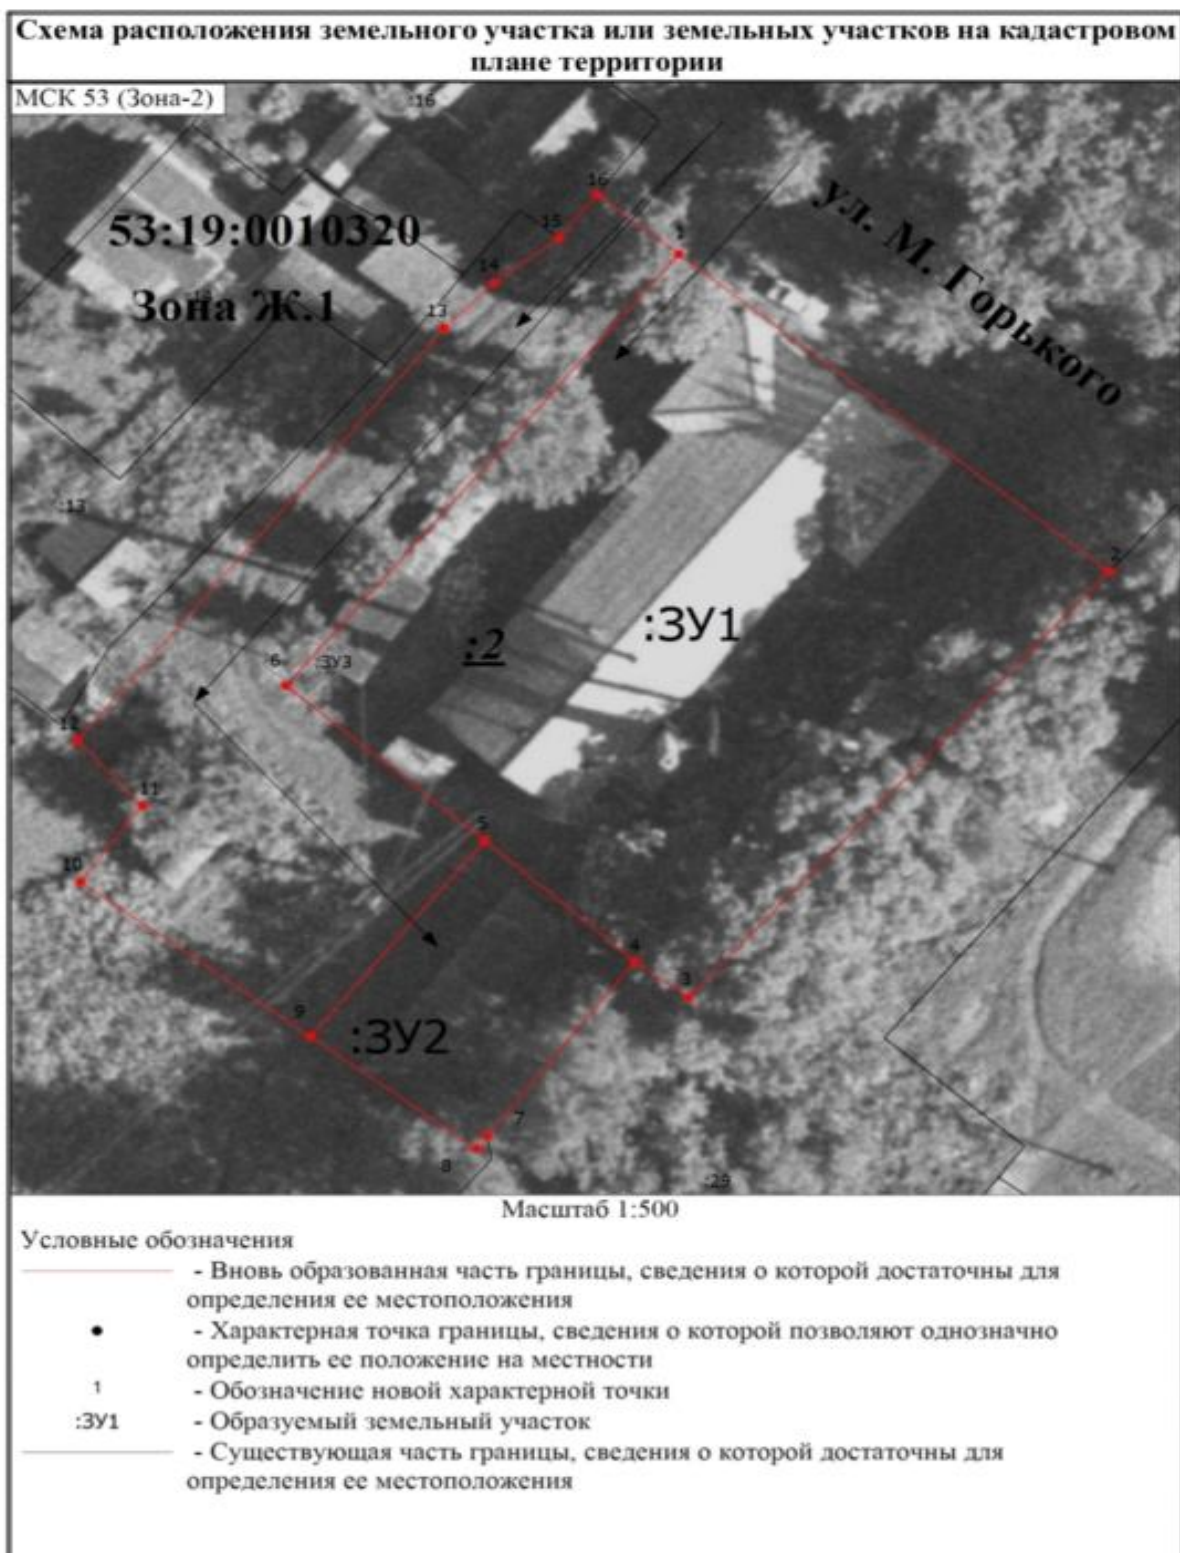 Схема расположения земельного участка или земельных участков на кадастровом
плане территории
МСК 53 (Зона-2)
:16
16
53:19:0010320
15
1
ул. М. Горького
14
Зона Ж.1
13
:13
2
:ЗУ1
:2
6
:ЗУ3
12
11
5
10
4
3
9
:ЗУ2
7
8
:29
Масштаб 1:500
Условные обозначения
- Вновь образованная часть границы, сведения о которой достаточны для
определения ее местоположения
- Характерная точка границы, сведения о которой позволяют однозначно
определить ее положение на местности
1 - Обозначение новой характерной точки
:ЗУ1 - Образуемый земельный участок
- Существующая часть границы, сведения о которой достаточны для
определения ее местоположения